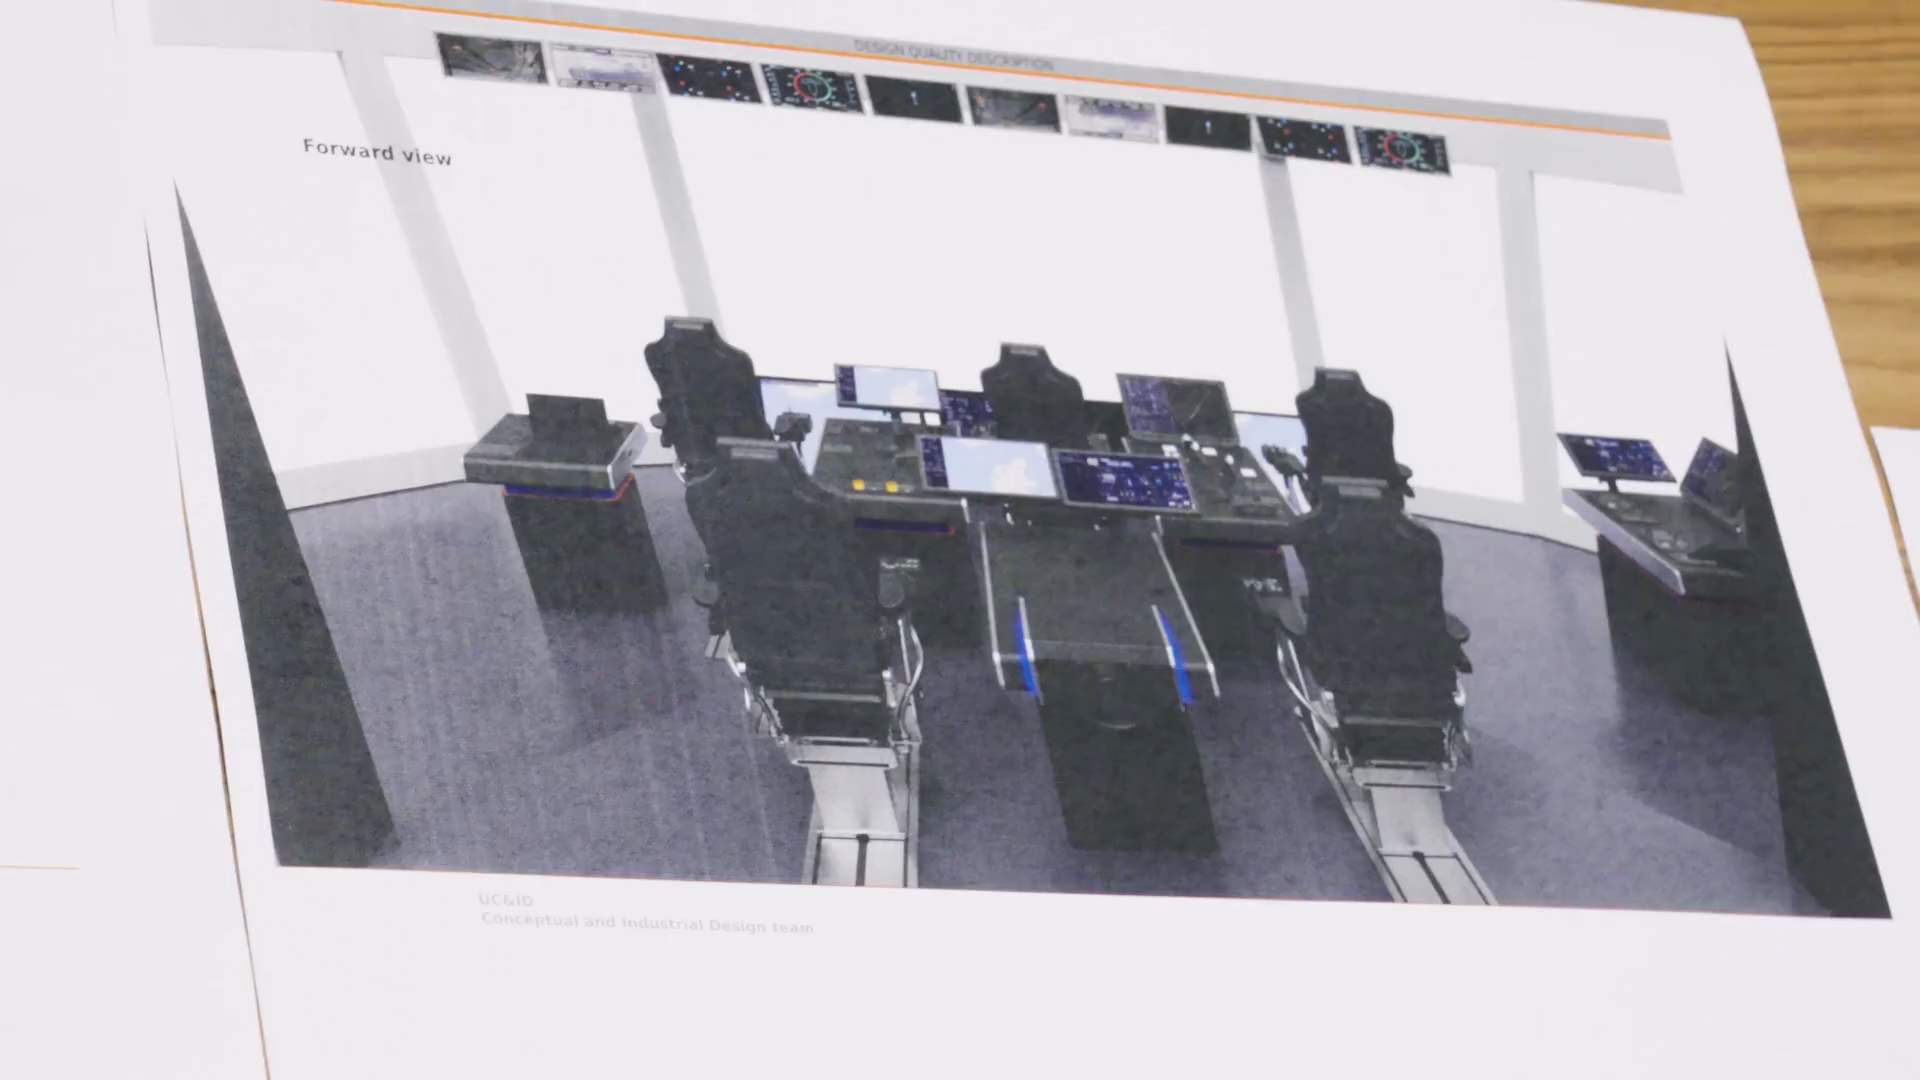 DESIGN QUALITY DESCRIPTION
Forward view
UC&ID
Conceptual and Industrial Design team